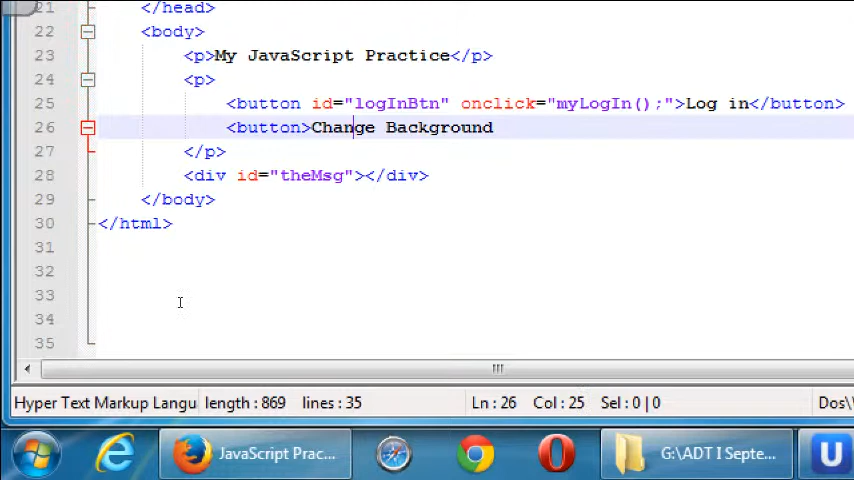 21 </head>
22 <body>
23 <p>My JavaScript Practice</p>
24 <p>
25 <button id="logInBtn" onclick="myLogIn();">Log in</button>
26 <button>Change Background
27 </p>
28 <div id="theMsg"></div>
29 </body>
30 </html>
31
32
33
34
35
Hyper Text Markup Langu length : 869 lines : 35 Ln : 26 Col : 25 Sel : 0 | 0 Dos\
JavaScript Prac... G:\ADT I Septe... U